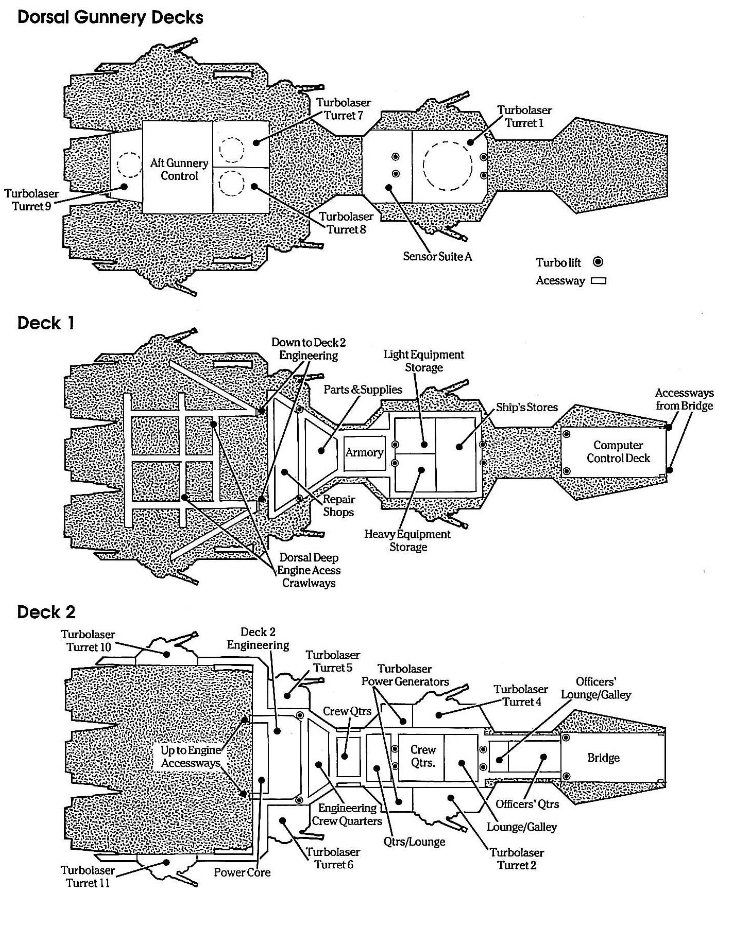 Dorsal Gunnery Decks
Turbolaser
Turret 7
Turbolaser
Turret 1
Aft Gunnery
Control
Turbolaser
Turret 9
Turbolaser
Turret 8
Sensor Suite A
Turbo lift
Acessway
Deck 1
Down to Deck 2
Engineering
Light Equipment
Storage
Parts & Supplies
Ship's Stores
Accessways
from Bridge
Armory
Computer
Control Deck
Repair
Shops
Heavy Equipment
Storage
Dorsal Deep
Engine Acess
Crawlways
Deck 2
Turbolaser
Turret 10
Deck 2
Engineering
Turbolaser
Turret 5
Turbolaser
Power Generators
Turbolaser
Turret 4
Officers'
Lounge/Galley
Crew Qtrs
Up to Engine
Accessways
Crew
Qtrs.
Bridge
Engineering
Crew Quarters
Officers' Qtrs
Lounge/Galley
Qtrs/Lounge
Turbolaser
Turret 6
Turbolaser
Turret 2
Turbolaser
Turret 11
Power Core